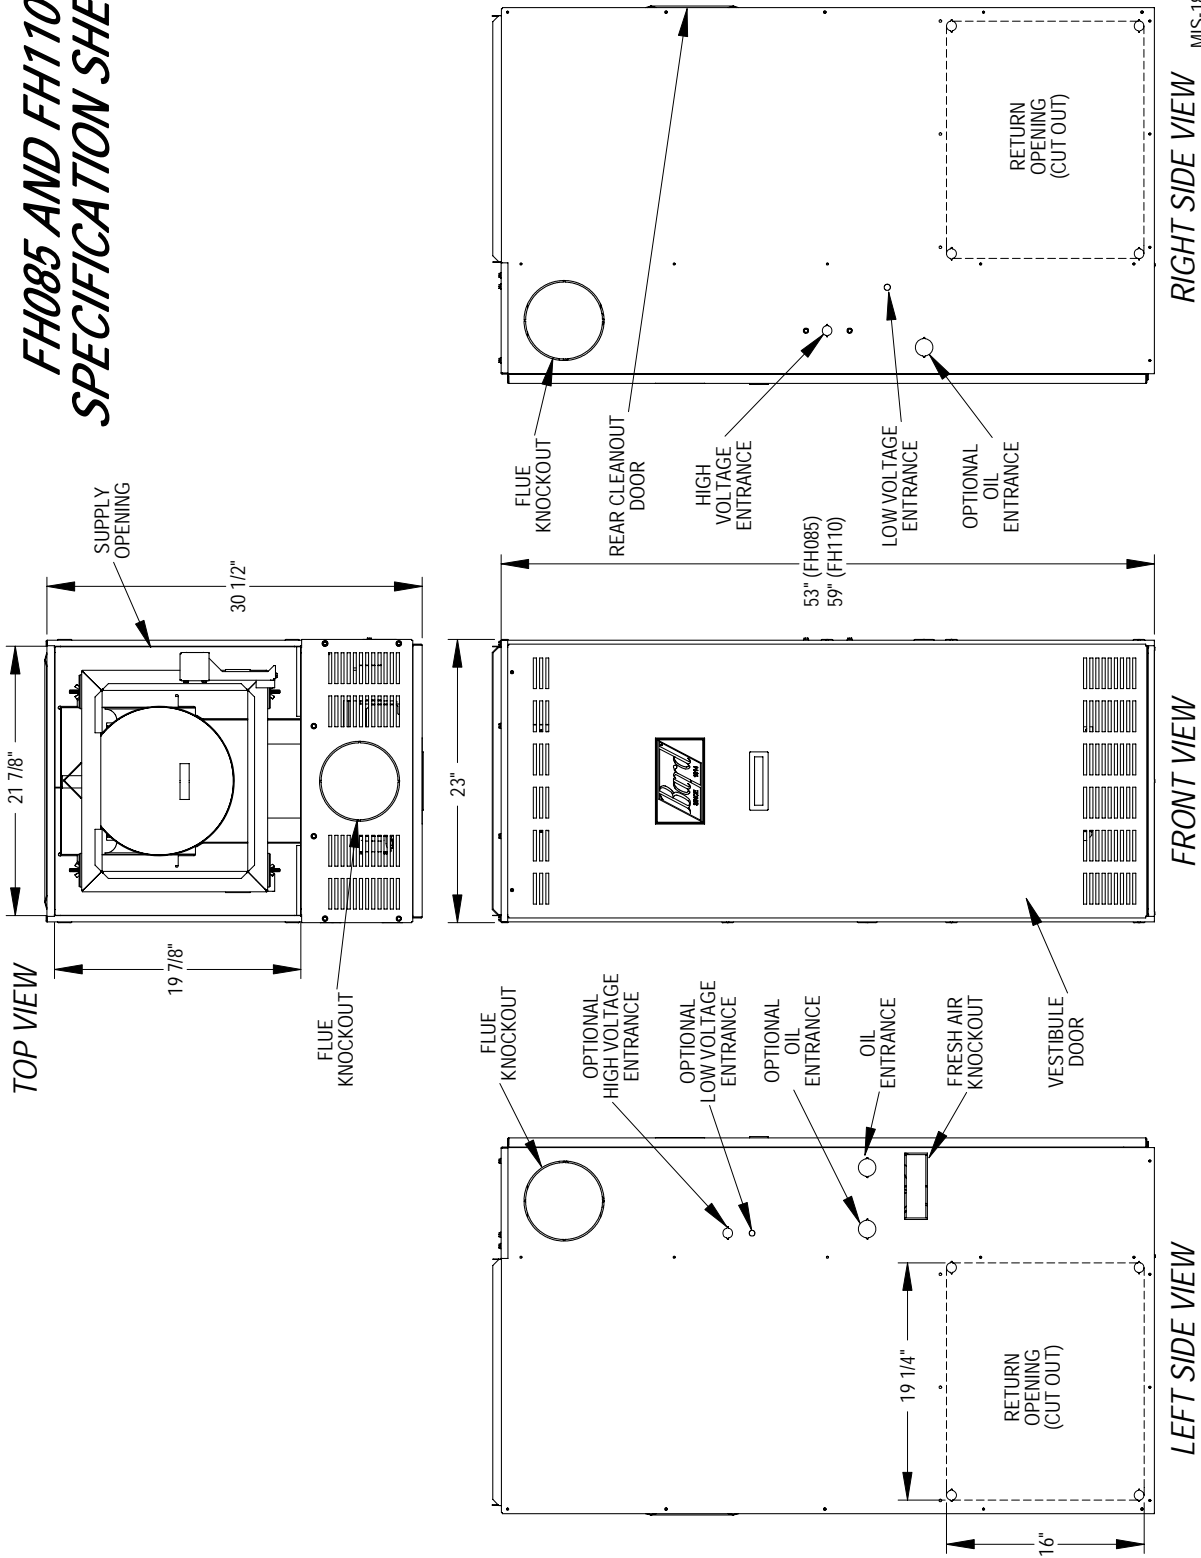 FH085 AND FH110
SPECIFICATION SHE
TOP VIEW
21 7/8"
19 7/8"
SUPPLY
OPENING
30 1/2"
FLUE
KNOCKOUT
FLUE
KNOCKOUT
OPTIONAL
HIGH VOLTAGE
ENTRANCE
OPTIONAL
LOW VOLTAGE
ENTRANCE
OPTIONAL
OIL
ENTRANCE
OIL
ENTRANCE
FRESH AIR
KNOCKOUT
VESTIBULE
DOOR
19 1/4"
16"
RETURN
OPENING
(CUT OUT)
LEFT SIDE VIEW
23"
Bard
SINCE 1914
53" (FH085)
59" (FH110)
FRONT VIEW
FLUE
KNOCKOUT
REAR CLEANOUT
DOOR
HIGH
VOLTAGE
ENTRANCE
LOW VOLTAGE
ENTRANCE
OPTIONAL
OIL
ENTRANCE
RETURN
OPENING
(CUT OUT)
RIGHT SIDE VIEW